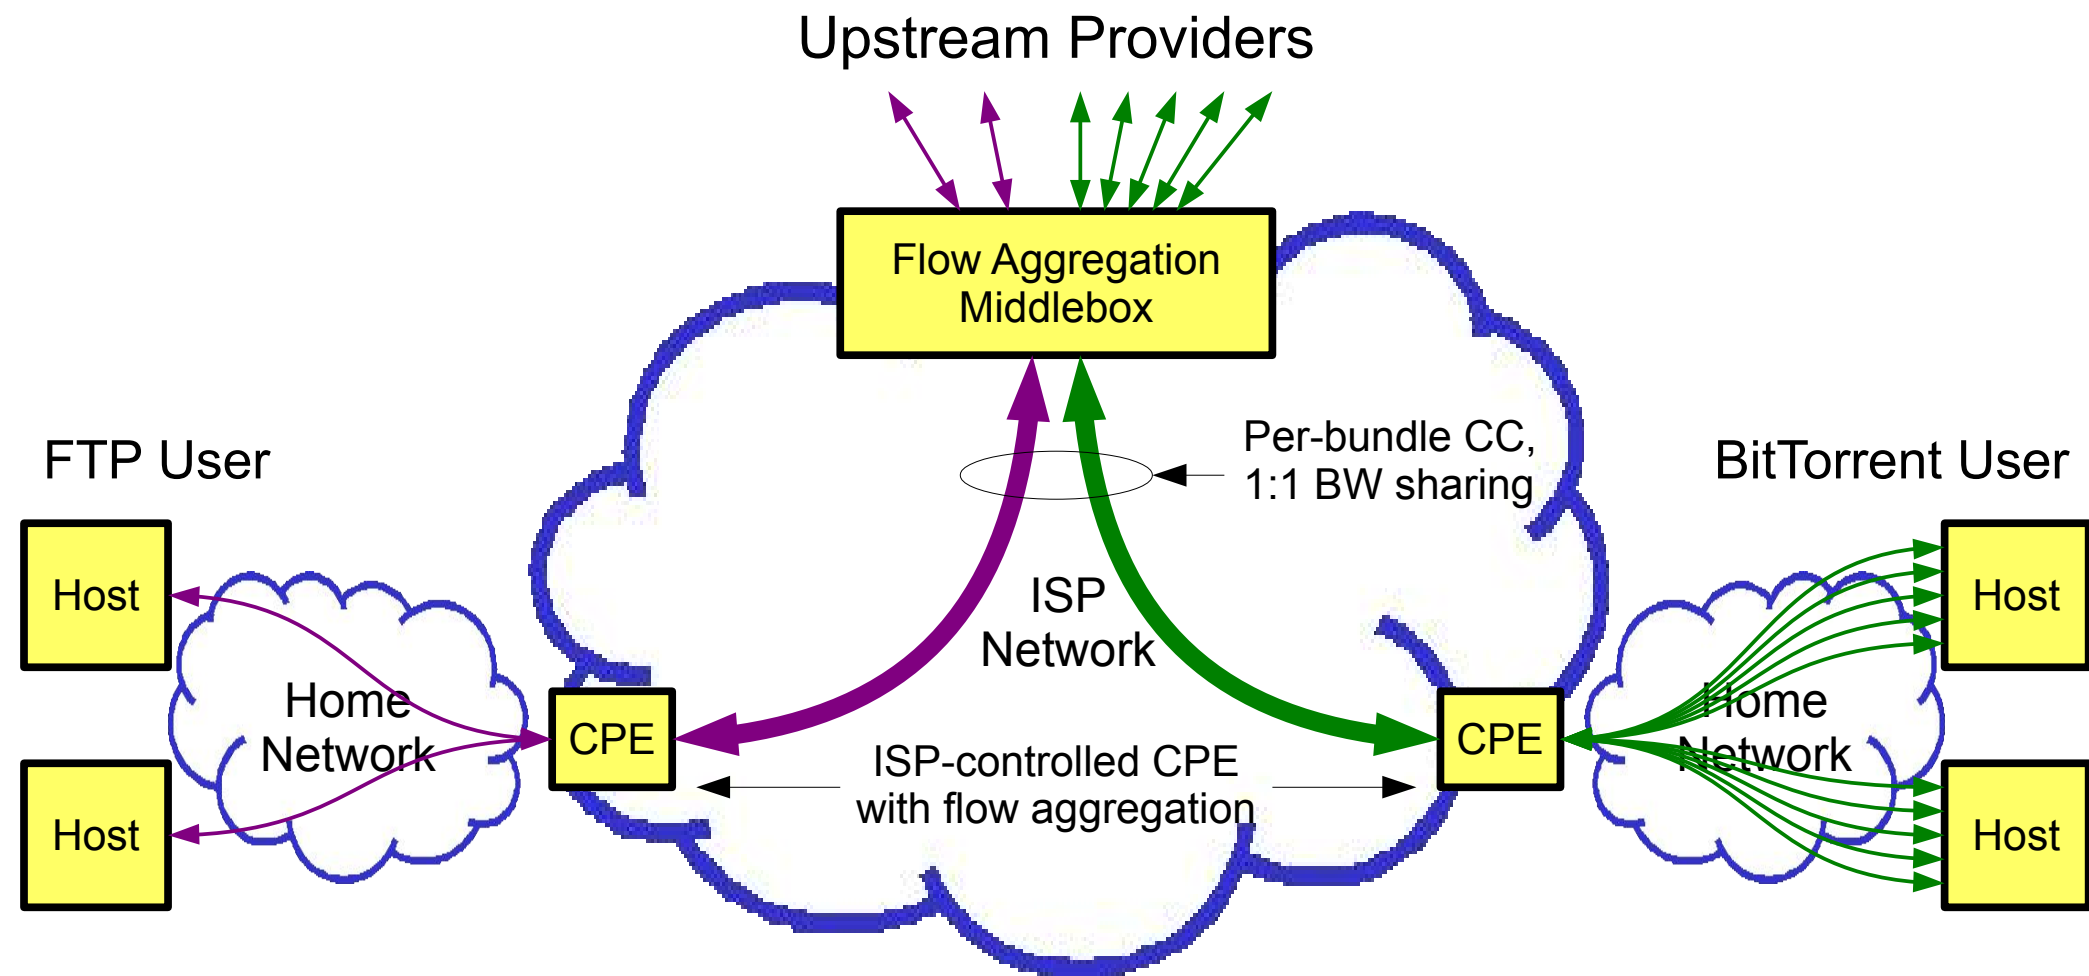 Upstream Providers
Flow Aggregation
Middlebox
Per-bundle CC,
1:1 BW sharing
FTP User
BitTorrent User
Host
Host
ISP
Network
Home
Network
Home
Network
CPE
CPE
ISP-controlled CPE
with flow aggregation
Host
Host